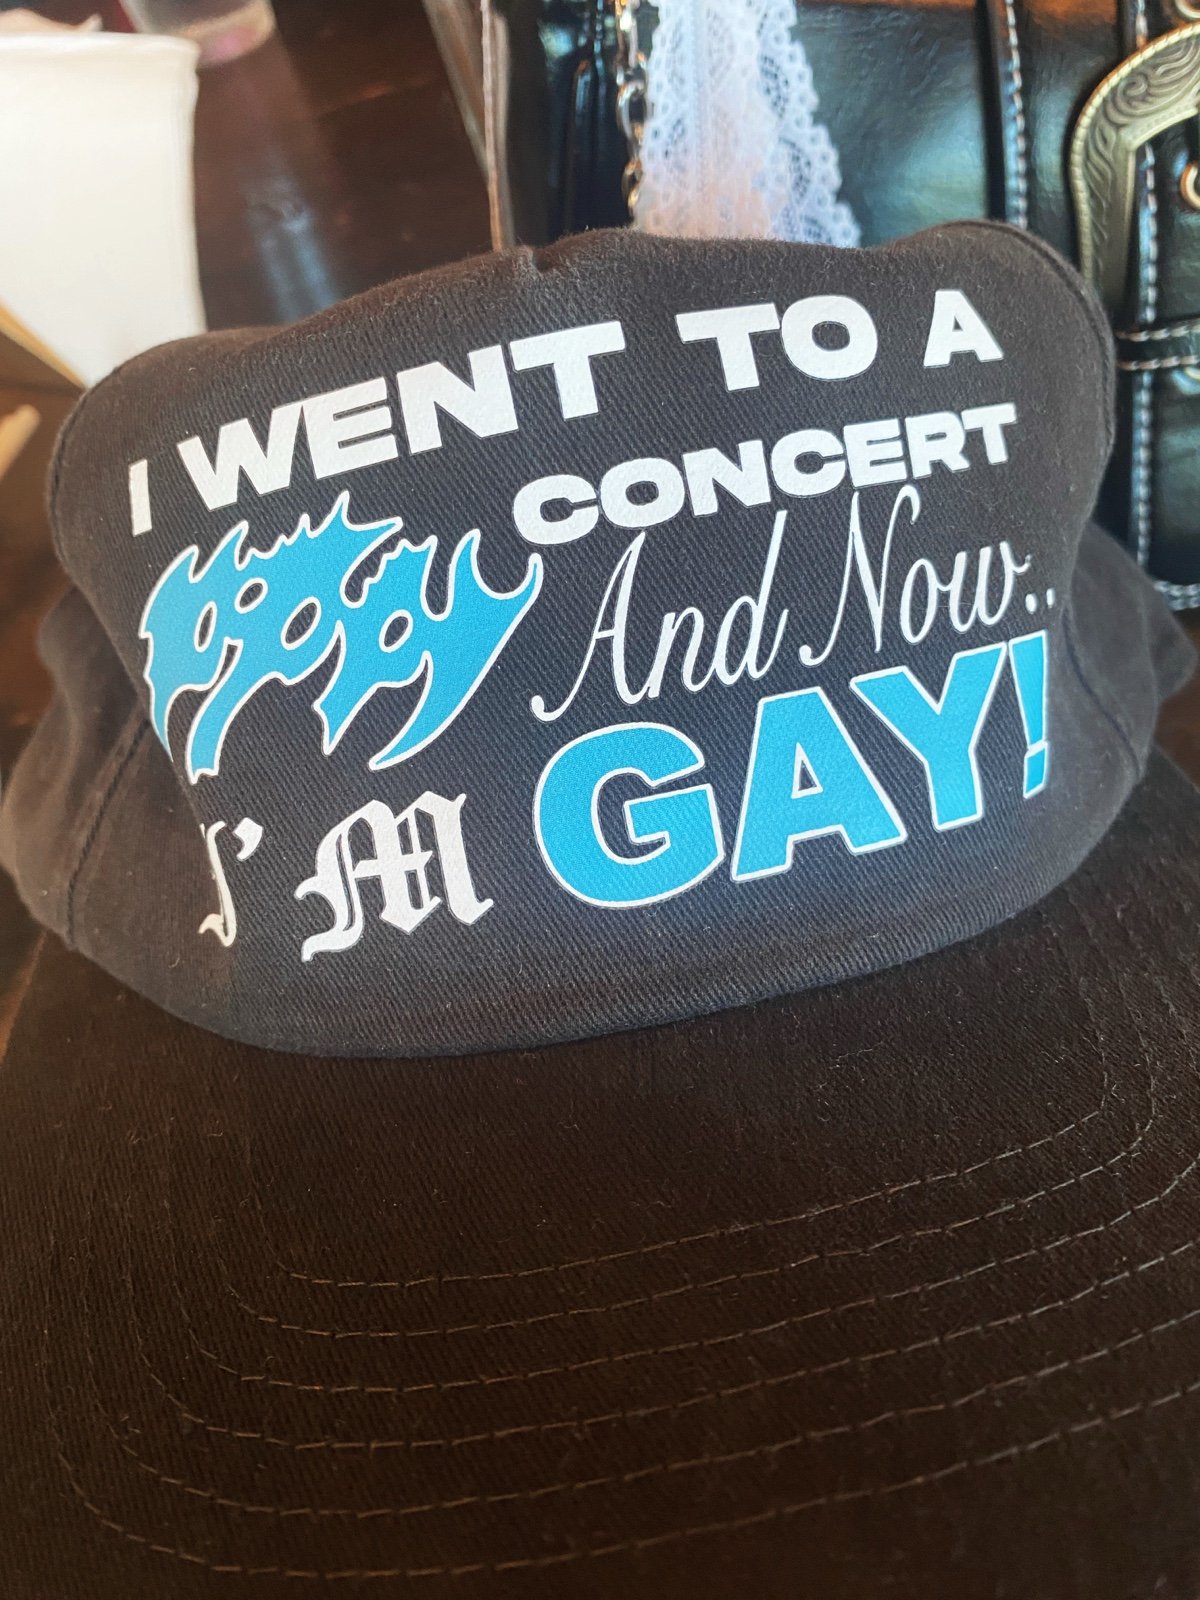 I WENT TO A
CONCERT
And Now..
I'M GAY!